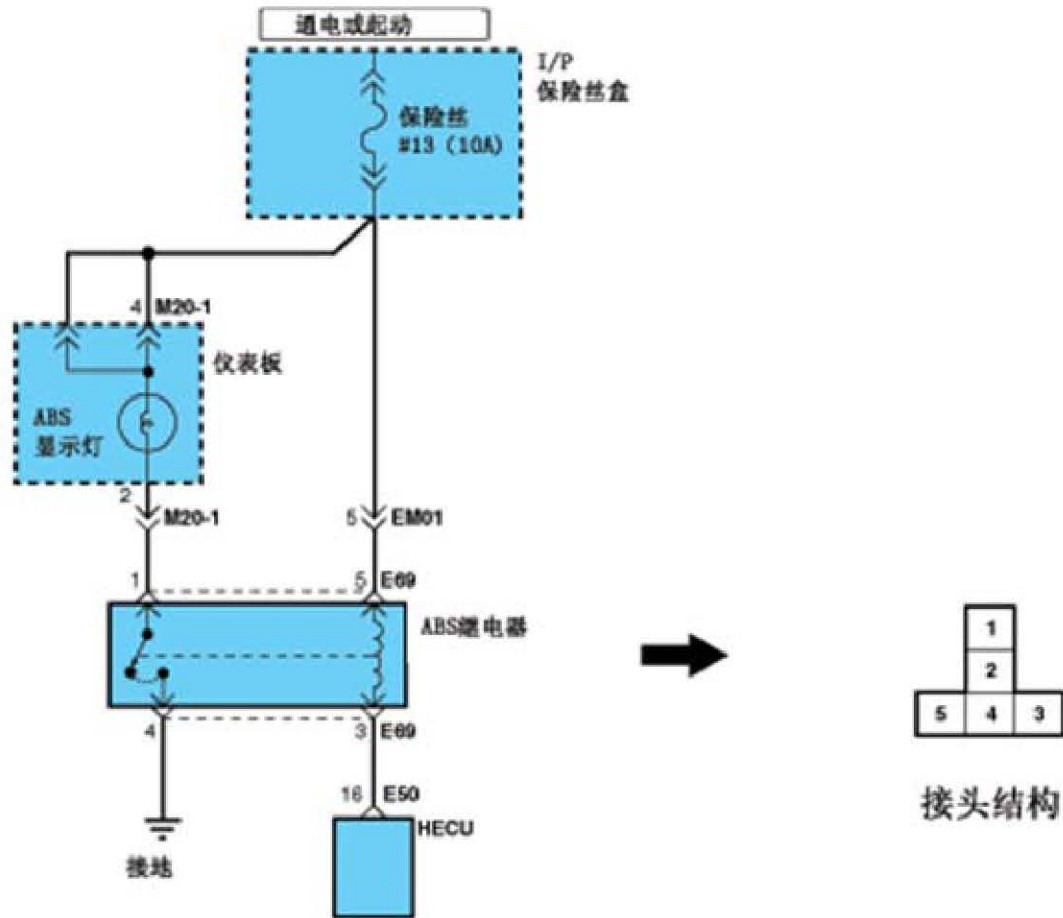 通电或起动
I/P
保险丝盒
保险丝
#13 (10A)
4 M20-1
仪表板
ABS
显示灯
2
M20-1
5 EM01
1
5 E69
ABS继电器
4
3 E69
16 E50
HECU
接地
1
2
5 4 3
接头结构